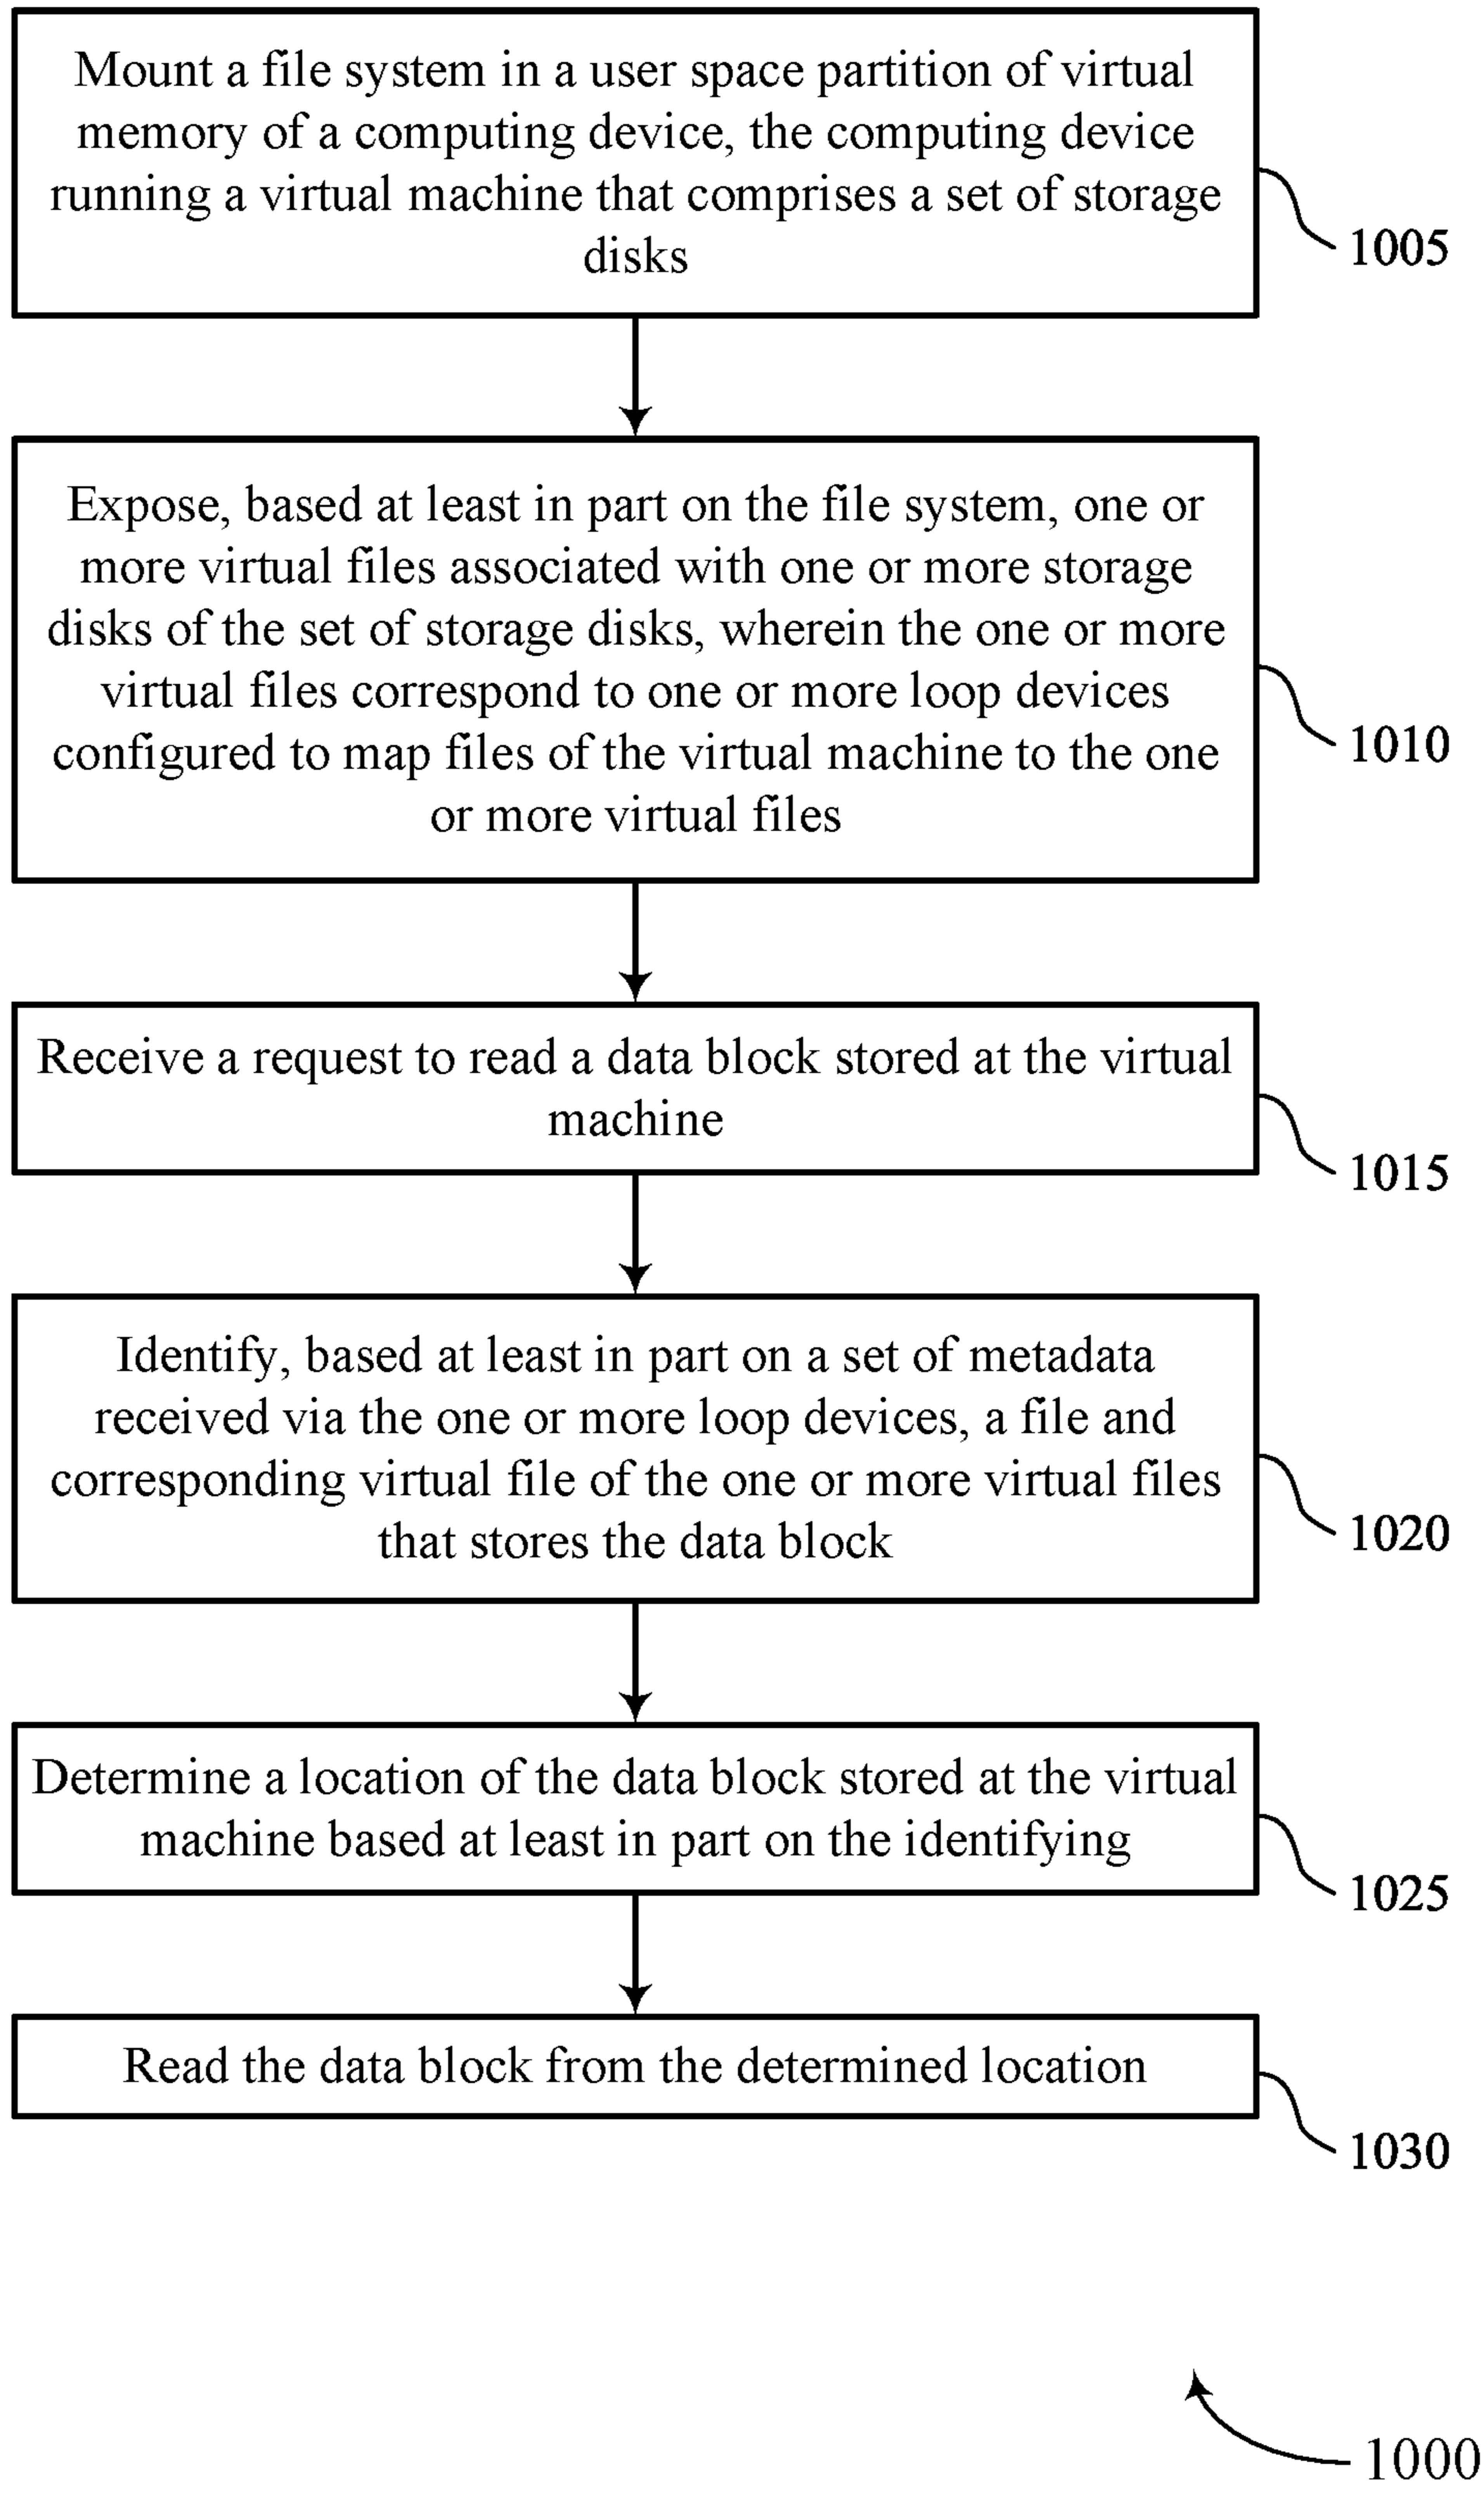 Mount a file system in a user space partition of virtual
memory of a computing device, the computing device
running a virtual machine that comprises a set of storage
disks
1005
Expose, based at least in part on the file system, one or
more virtual files associated with one or more storage
disks of the set of storage disks, wherein the one or more
virtual files correspond to one or more loop devices
configured to map files of the virtual machine to the one
or more virtual files
1010
Receive a request to read a data block stored at the virtual
machine
1015
Identify, based at least in part on a set of metadata
received via the one or more loop devices, a file and
corresponding virtual file of the one or more virtual files
that stores the data block
1020
Determine a location of the data block stored at the virtual
machine based at least in part on the identifying
1025
Read the data block from the determined location
1030
1000